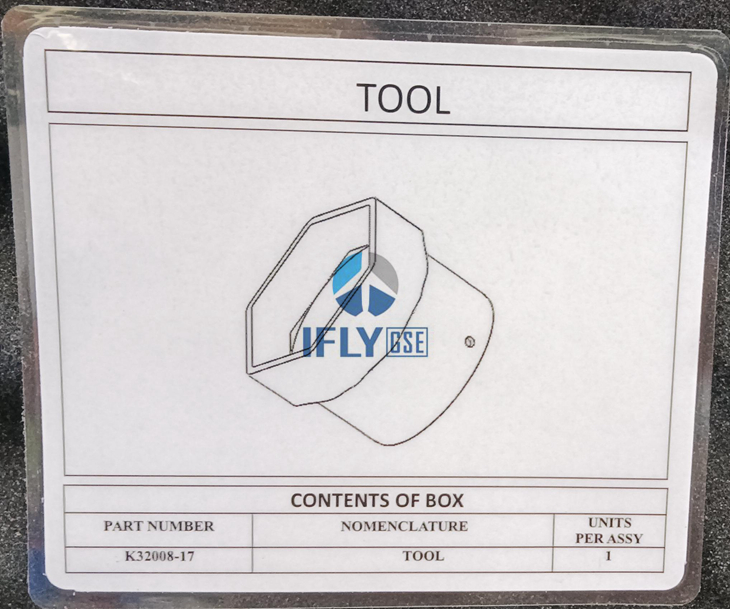 TOOL
IFLY GSE
CONTENTS OF BOX
PART NUMBER NOMENCLATURE UNITS PER ASSY
K32008-17 TOOL 1